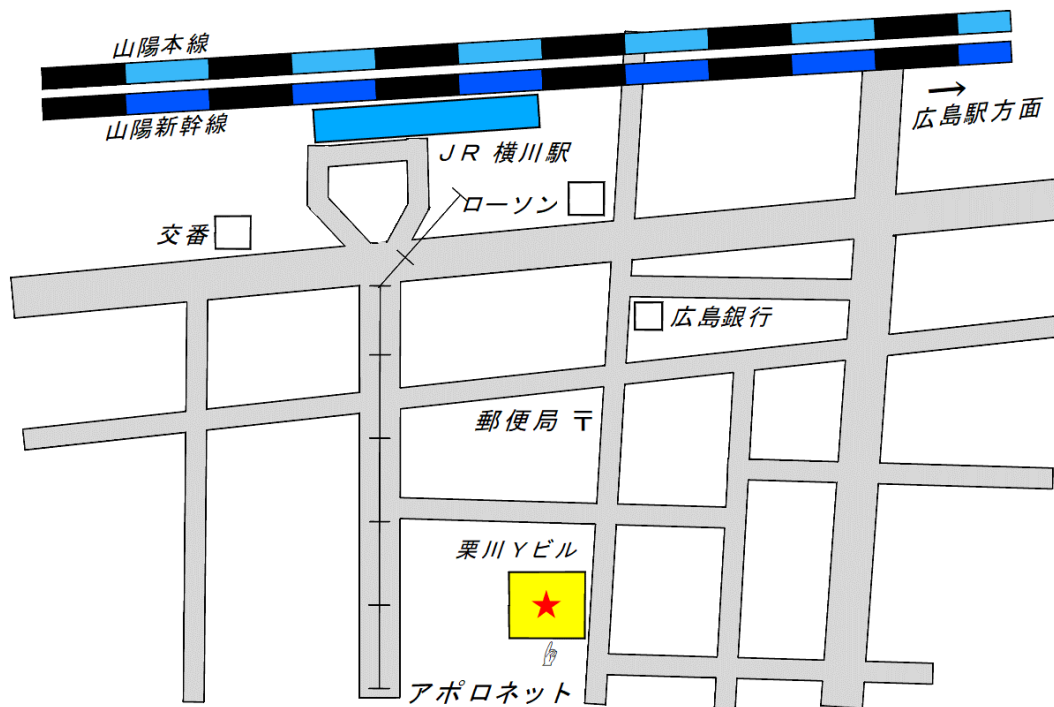 山陽本線
山陽新幹線
広島駅方面
JR 横川駅
ローソン
交番
広島銀行
郵便局 〒
栗川Yビル
アポロネット